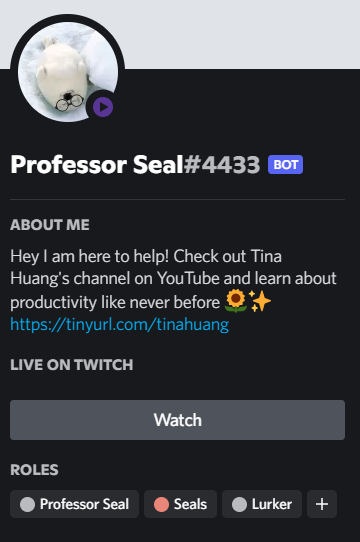 Professor Seal#4433 BOT
ABOUT ME
Hey I am here to help! Check out Tina
Huang's channel on YouTube and learn about
productivity like never before 🌻✨
https://tinyurl.com/tinahuang
LIVE ON TWITCH
Watch
ROLES
Professor Seal Seals Lurker +